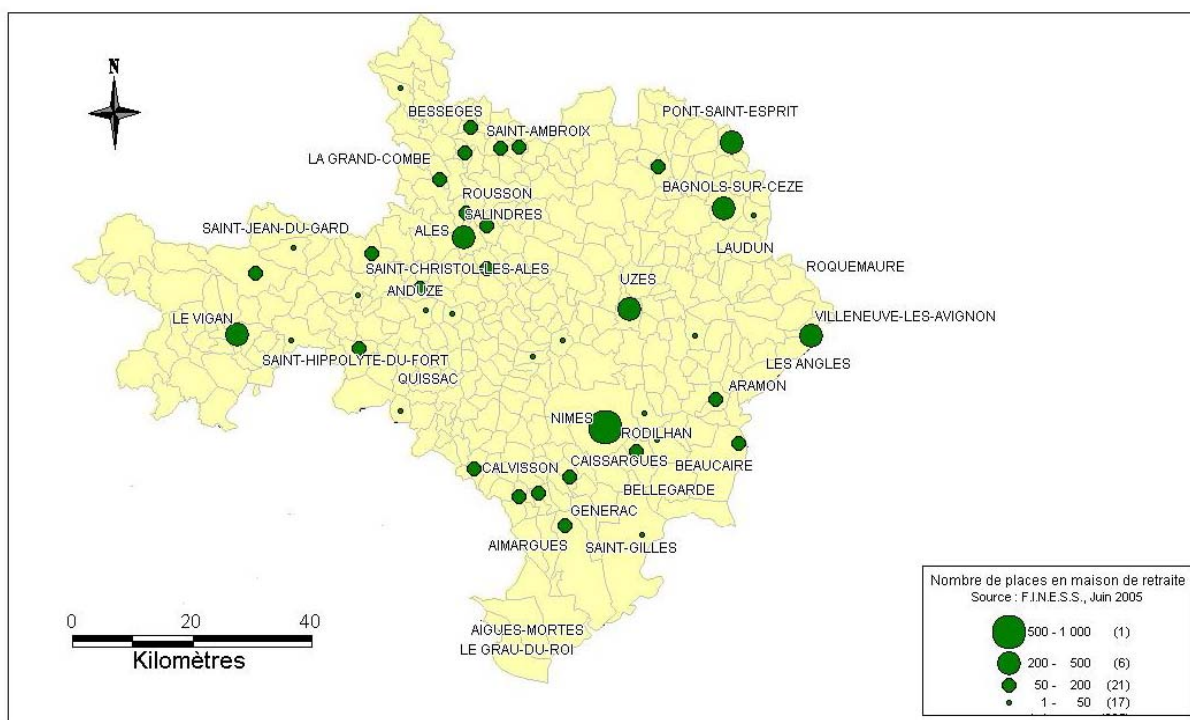 N
BESSEGES
PONT-SAINT-ESPRIT
SAINT-AMBROIX
LA GRAND-COMBE
ROUSSON
BAGNOLS-SUR-CEZE
SALINDRES
SAINT-JEAN-DU-GARD
ALES
LAUDUN
SAINT-CHRISTOL-LES-ALES
ROQUEMAURE
UZES
ANDUZE
LE VIGAN
VILLENEUVE-LES-AVIGNON
SAINT-HIPPOLYTE-DU-FORT
LES ANGLES
QUISSAC
ARAMON
NIMES
RODILHAN
CALVISSON
CAISSARGUES
BEAUCAIRE
BELLEGARDE
GENERAC
AIMARGUES
SAINT-GILLES
AIGUES-MORTES
LE GRAU-DU-ROI
0 20 40
Kilomètres
Nombre de places en maison de retraite
Source : F.I.N.E.S.S., Juin 2005
500 - 1 000 (1)
200 - 500 (6)
50 - 200 (21)
1 - 50 (17)